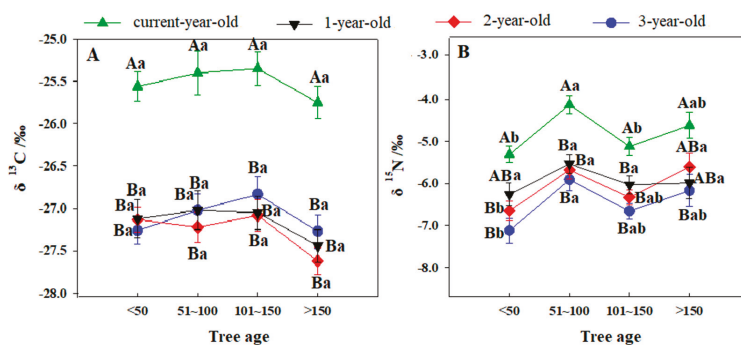 current-year-old 1-year-old 2-year-old 3-year-old
A
δ 13C /‰
-25.0
-25.5
-26.0
-26.5
-27.0
-27.5
-28.0
Aa Aa Aa Aa
Ba Ba Ba Ba
Ba Ba Ba
Ba Ba Ba Ba
<50 51~100 101~150 >150
Tree age
B
δ 15N /‰
-3.0
-4.0
-5.0
-6.0
-7.0
-8.0
Ab Aa Ab Aab
ABa Ba Ba Ba ABa
Bb Bab ABa
Bb Ba Bab Bab
<50 51~100 101~150 >150
Tree age